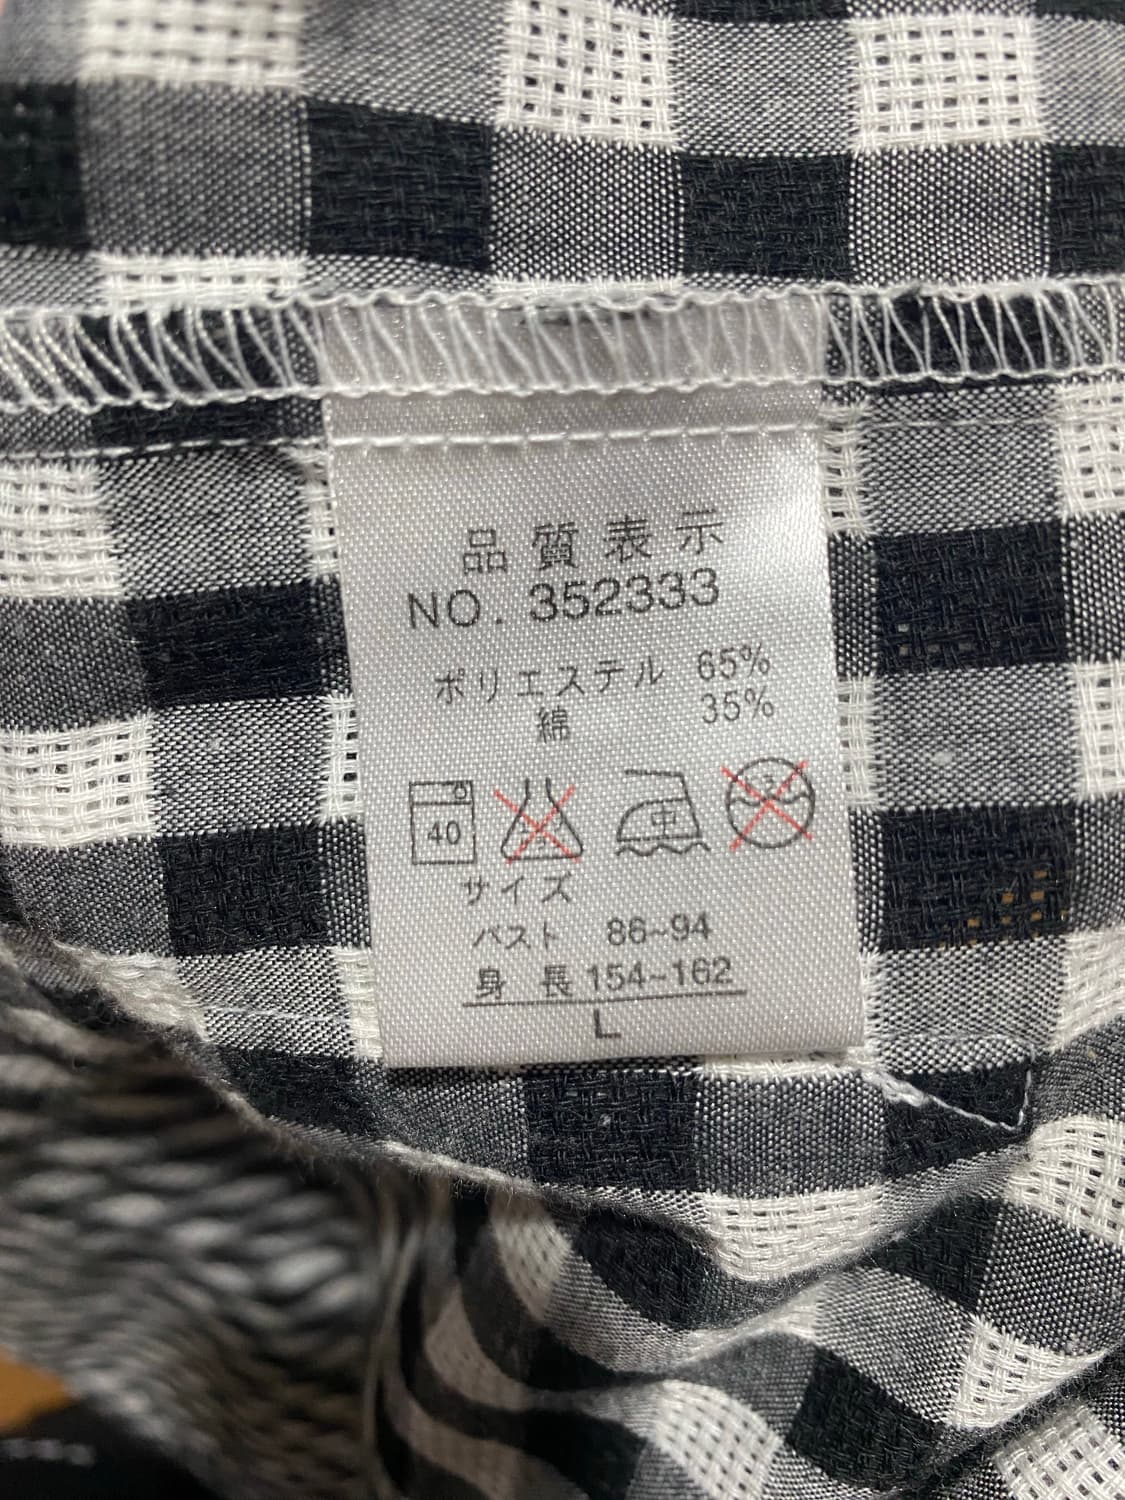 品質表示
NO. 352333
ポリエステル 65%
綿 35%
40 中
サイズ
バスト 86~94
身長 154~162
L